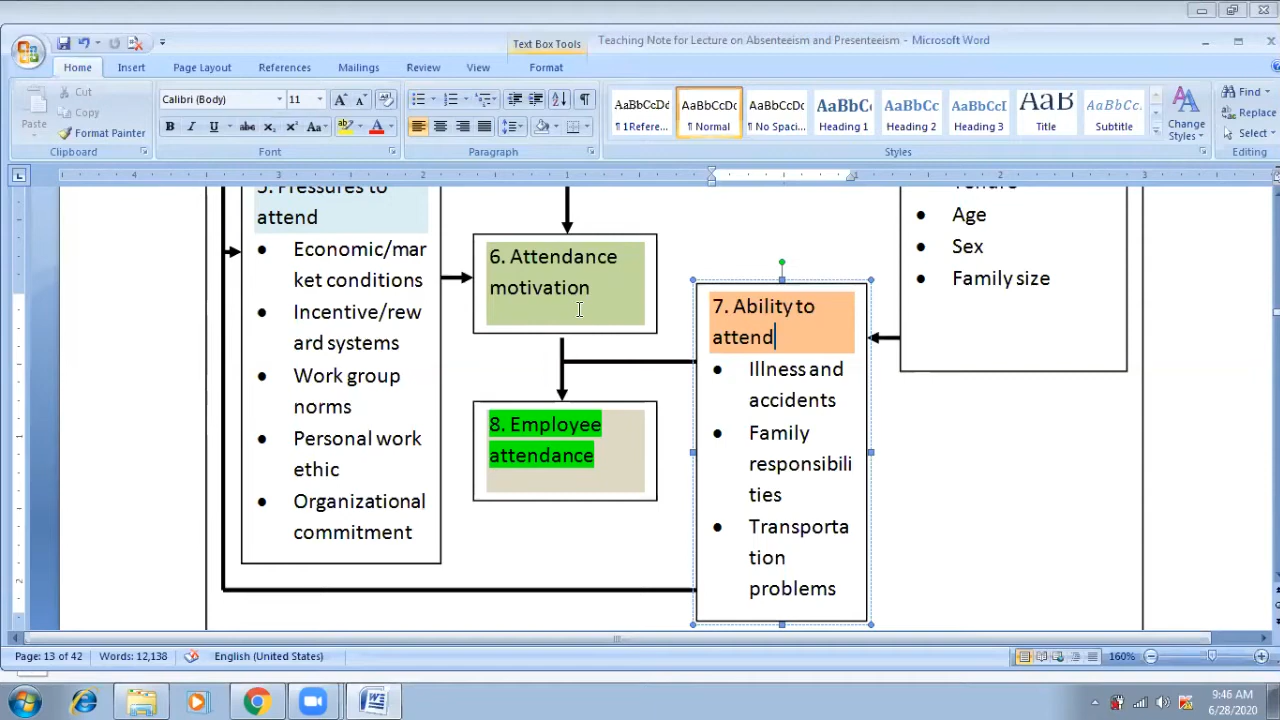 Text Box Tools
Teaching Note for Lecture on Absenteeism and Presenteeism - Microsoft Word
Home Insert Page Layout References Mailings Review View Format
Paste
Cut
Copy
Format Painter
Clipboard
Calibri (Body) 11
Font
Paragraph
AaBbCcDd AaBbCcDc AaBbCcDc AaBbC AaBbCc AaBbCcI AaB AaBbCc.
¶ 1Refere... ¶ Normal ¶ No Spaci... Heading 1 Heading 2 Heading 3 Title Subtitle
Change
Styles
Styles
Find
Replace
Select
Editing
5. Pressures to
attend
• Economic/mar
ket conditions
• Incentive/rew
ard systems
• Work group
norms
• Personal work
ethic
• Organizational
commitment
6. Attendance
motivation
8. Employee
attendance
7. Ability to
attend
• Illness and
accidents
• Family
responsibili
ties
• Transporta
tion
problems
Tenure
• Age
• Sex
• Family size
Page: 13 of 42 Words: 12,138 English (United States) 160%
9:46 AM
6/28/2020